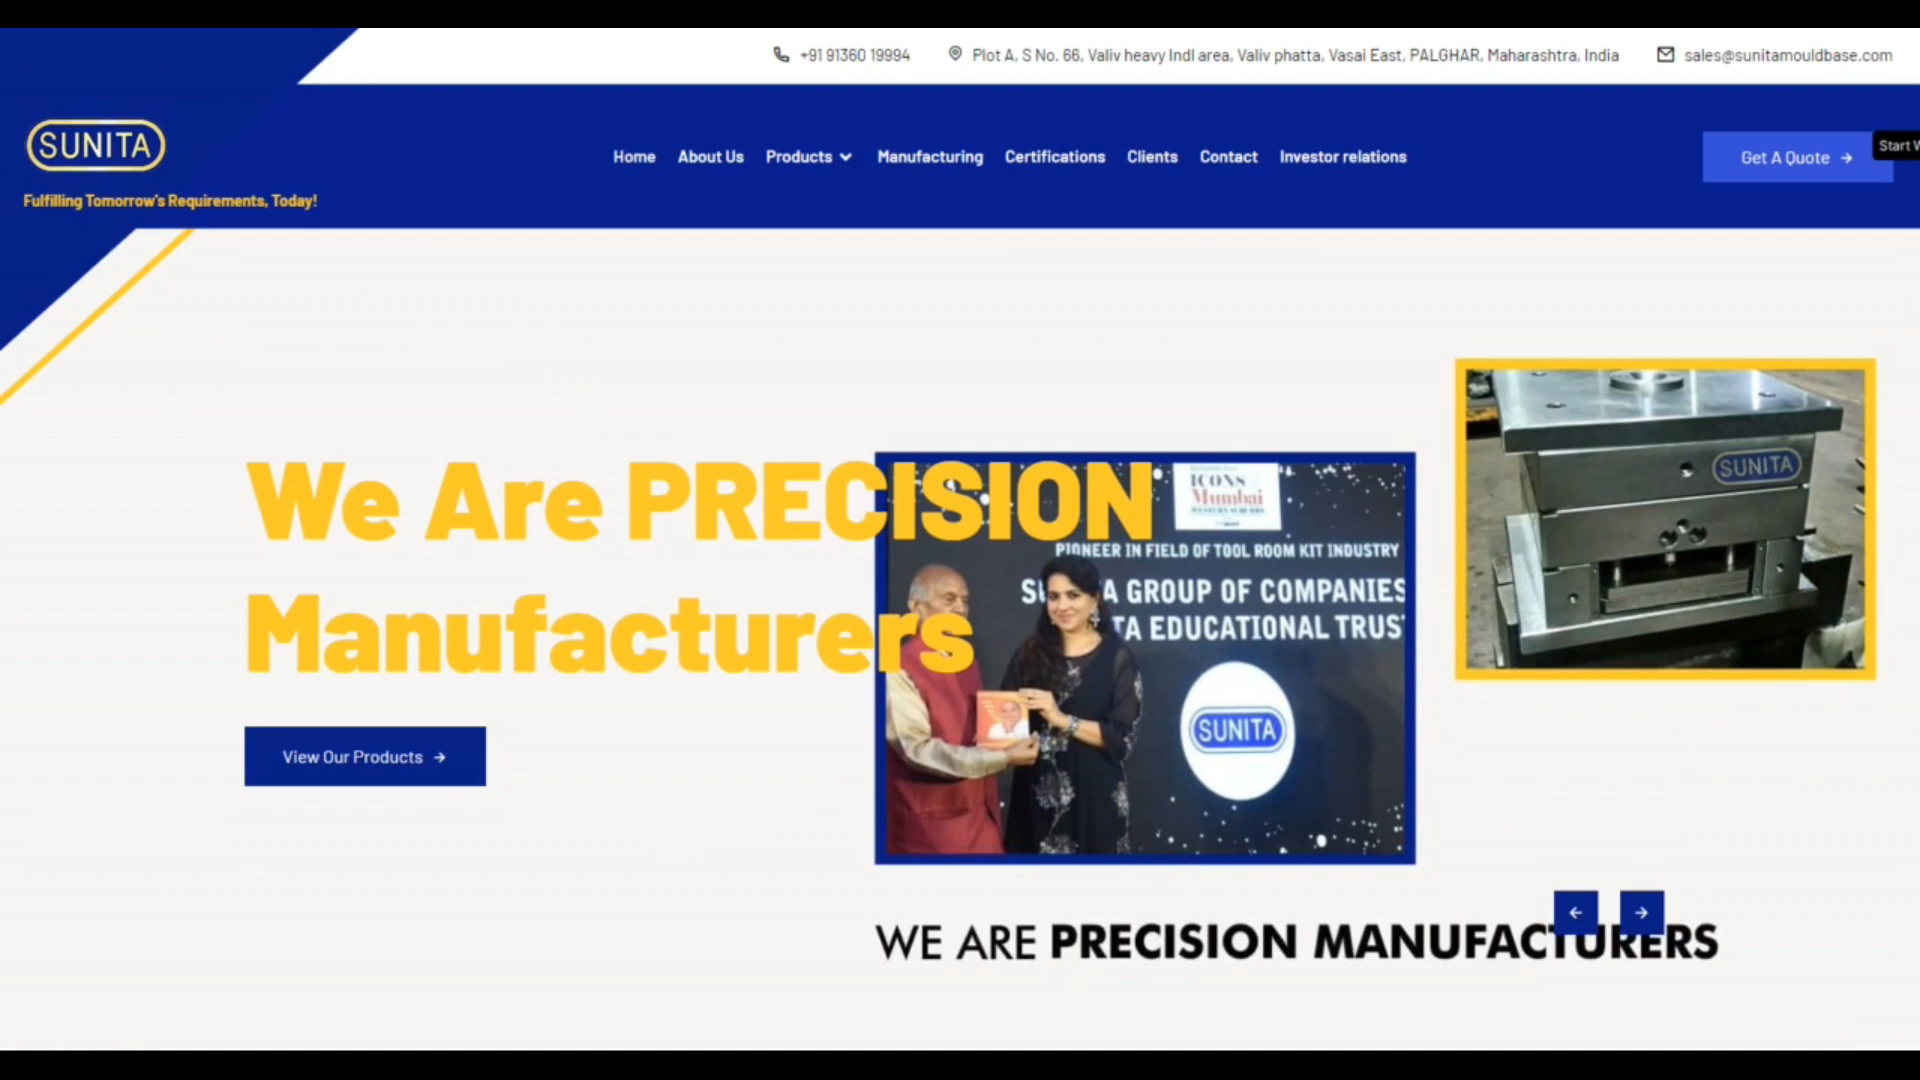 +91 91360 19994
Plot A, S No. 66, Valiv heavy Indl area, Valiv phatta, Vasai East, PALGHAR, Maharashtra, India
sales@sunitamouldbase.com
SUNITA
Fulfilling Tomorrow's Requirements, Today!
Home
About Us
Products
Manufacturing
Certifications
Clients
Contact
Investor relations
Get A Quote
Start
We Are PRECISION
Manufacturers
View Our Products
ICONS
Mumbai
WESTERN SUBURBS
PIONEER IN FIELD OF TOOL ROOM KIT INDUSTRY
GROUP OF COMPANIES
EDUCATIONAL
SUNITA
SUNITA
WE ARE PRECISION MANUFACTURERS